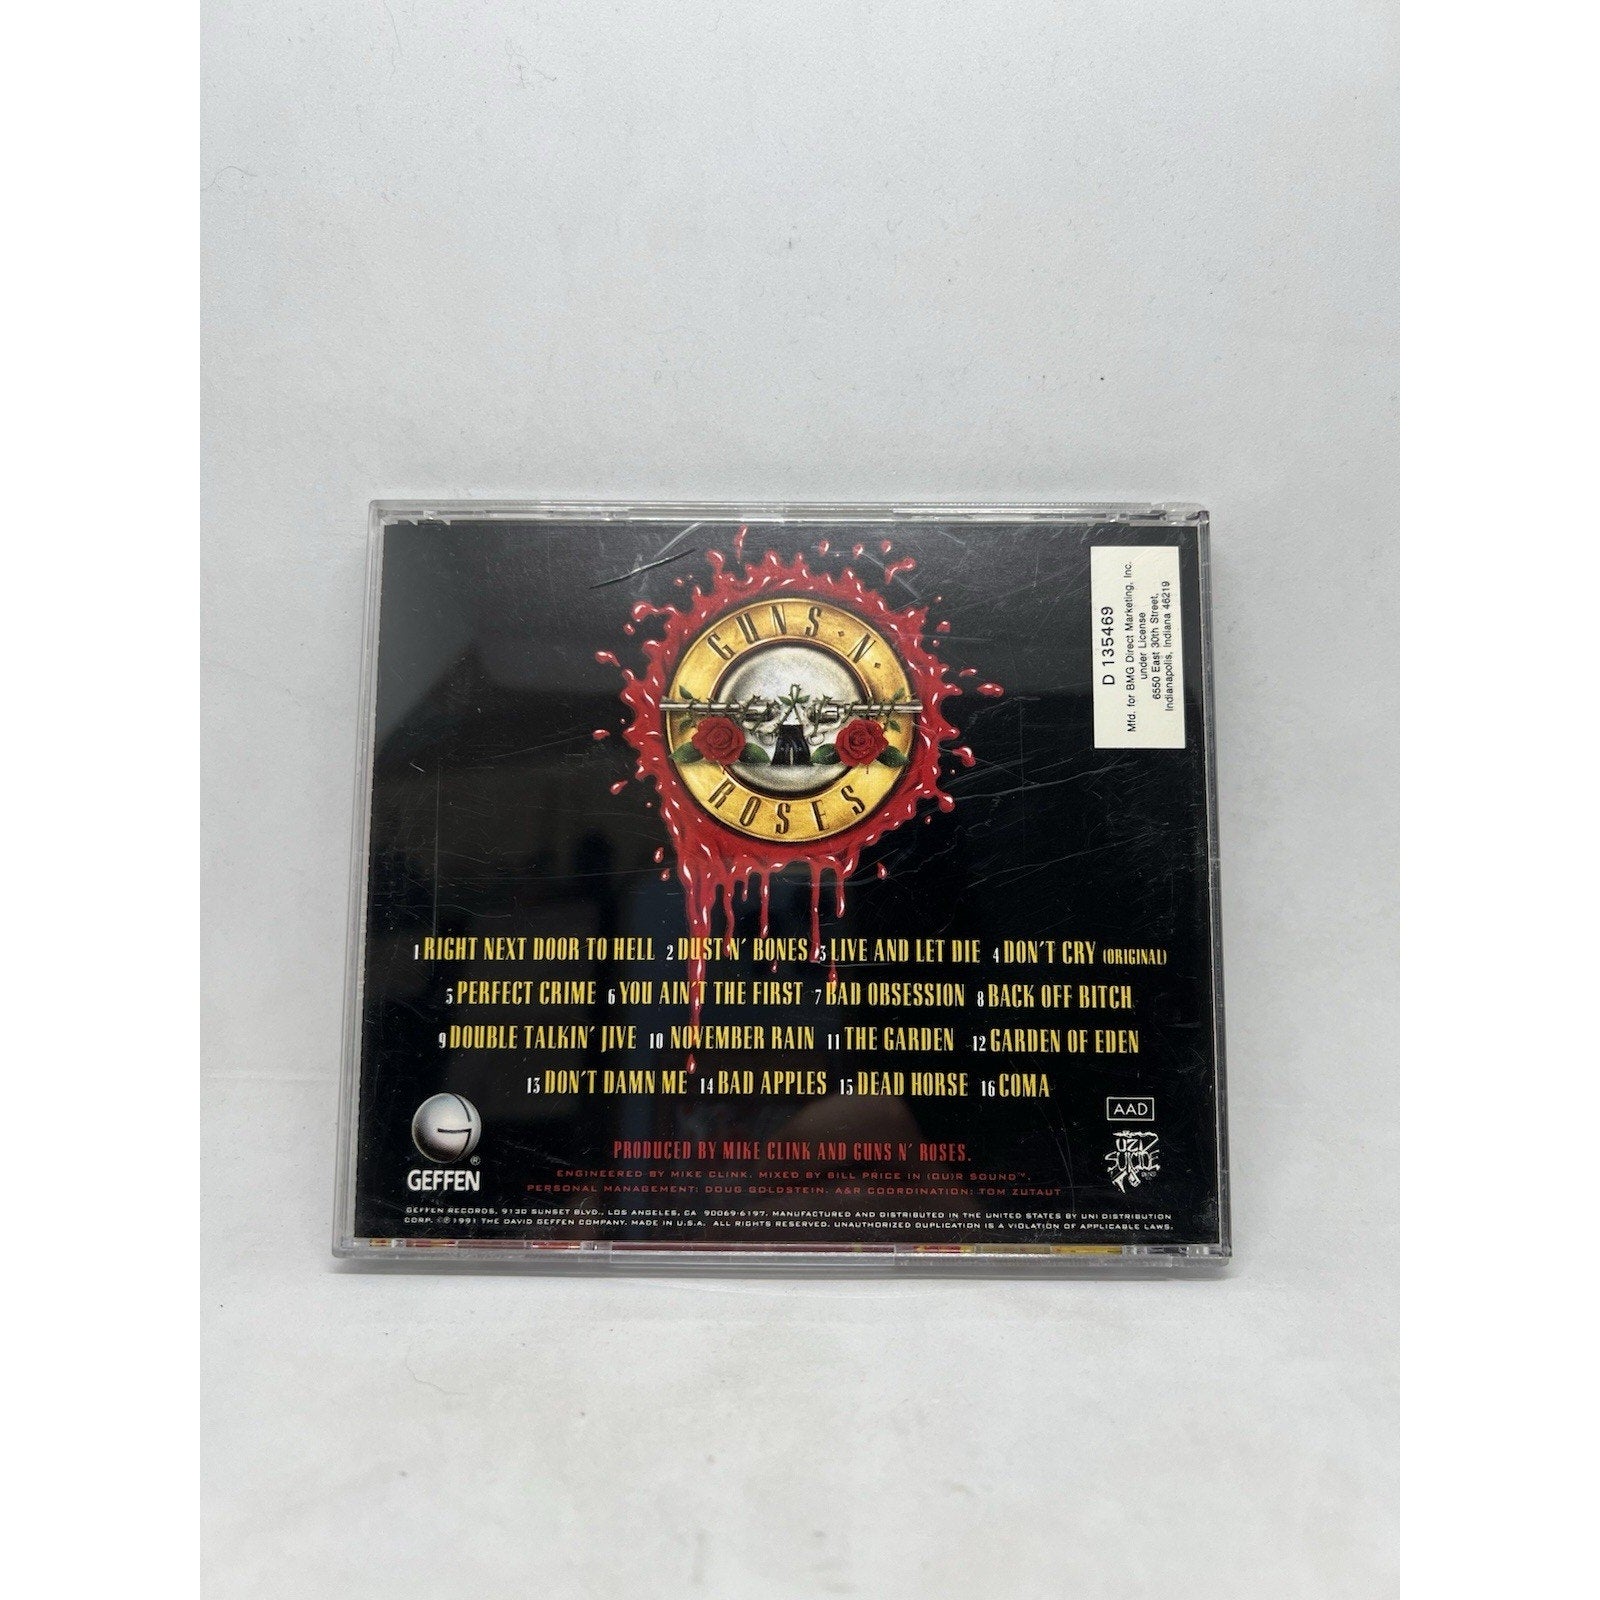 GUNS N' ROSES
D 135469
Mfd. for BMG Direct Marketing, Inc.
under License
6550 East 30th Street,
Indianapolis, Indiana 46219
1 RIGHT NEXT DOOR TO HELL 2 DUST N' BONES 3 LIVE AND LET DIE 4 DON'T CRY (ORIGINAL)
5 PERFECT CRIME 6 YOU AIN'T THE FIRST 7 BAD OBSESSION 8 BACK OFF BITCH
9 DOUBLE TALKIN' JIVE 10 NOVEMBER RAIN 11 THE GARDEN 12 GARDEN OF EDEN
13 DON'T DAMN ME 14 BAD APPLES 15 DEAD HORSE 16 COMA
AAD
UZI
SUICIDE
GEFFEN®
PRODUCED BY MIKE CLINK AND GUNS N' ROSES.
ENGINEERED BY MIKE CLINK. MIXED BY BILL PRICE IN (OU)R SOUND™.
PERSONAL MANAGEMENT: DOUG GOLDSTEIN. A&R COORDINATION: TOM ZUTAUT
GEFFEN RECORDS, 9130 SUNSET BLVD., LOS ANGELES, CA 90069-6197. MANUFACTURED AND DISTRIBUTED IN THE UNITED STATES BY UNI DISTRIBUTION
CORP. ©℗1991 THE DAVID GEFFEN COMPANY. MADE IN U.S.A. ALL RIGHTS RESERVED. UNAUTHORIZED DUPLICATION IS A VIOLATION OF APPLICABLE LAWS.